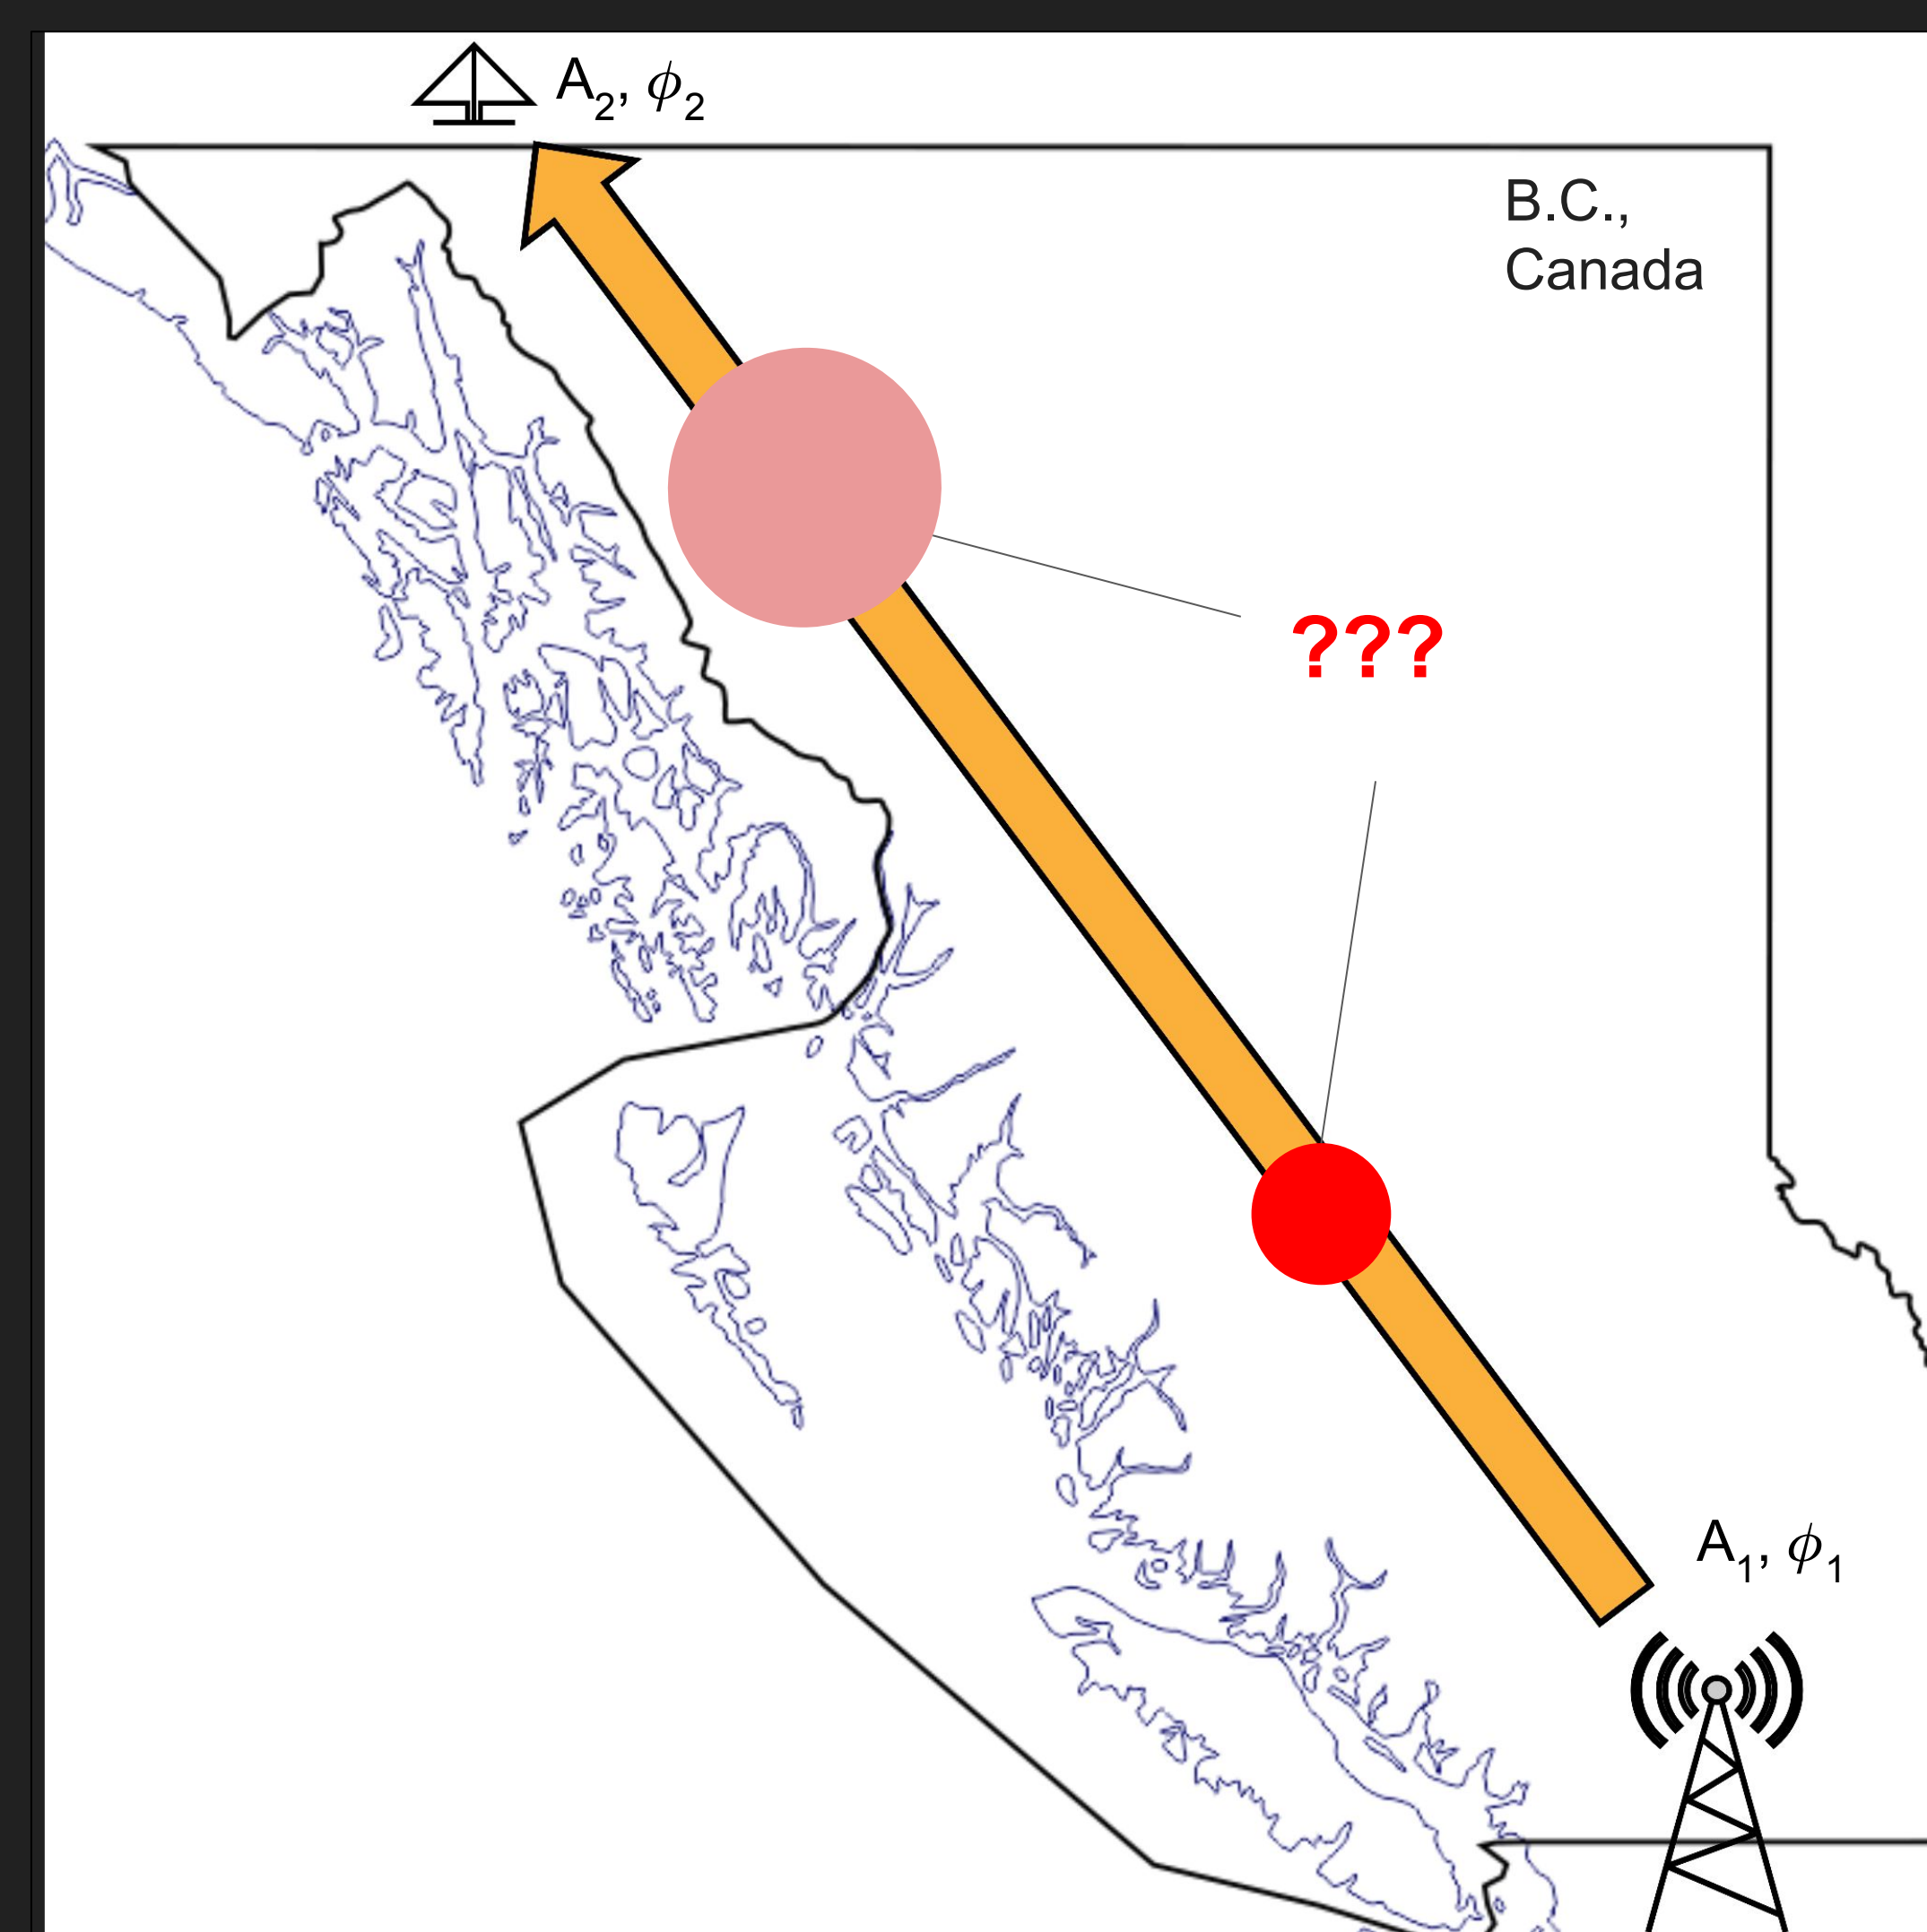 A₂, ϕ₂
B.C.,
Canada
???
A₁, ϕ₁